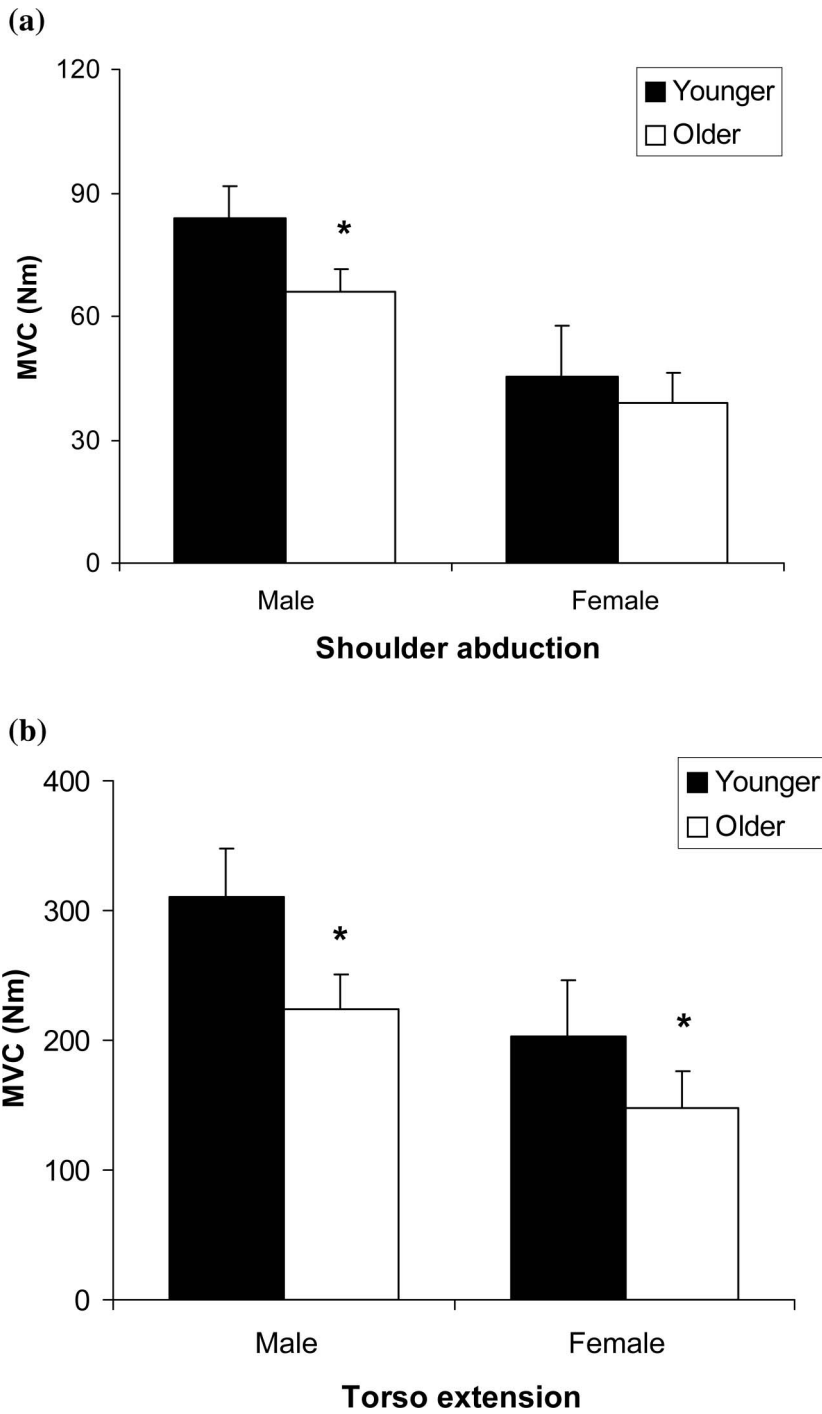 (a)
120
90
60
30
0
MVC (Nm)
Younger
Older
*
Male
Female
Shoulder abduction
(b)
400
300
200
100
0
MVC (Nm)
Younger
Older
*
*
Male
Female
Torso extension